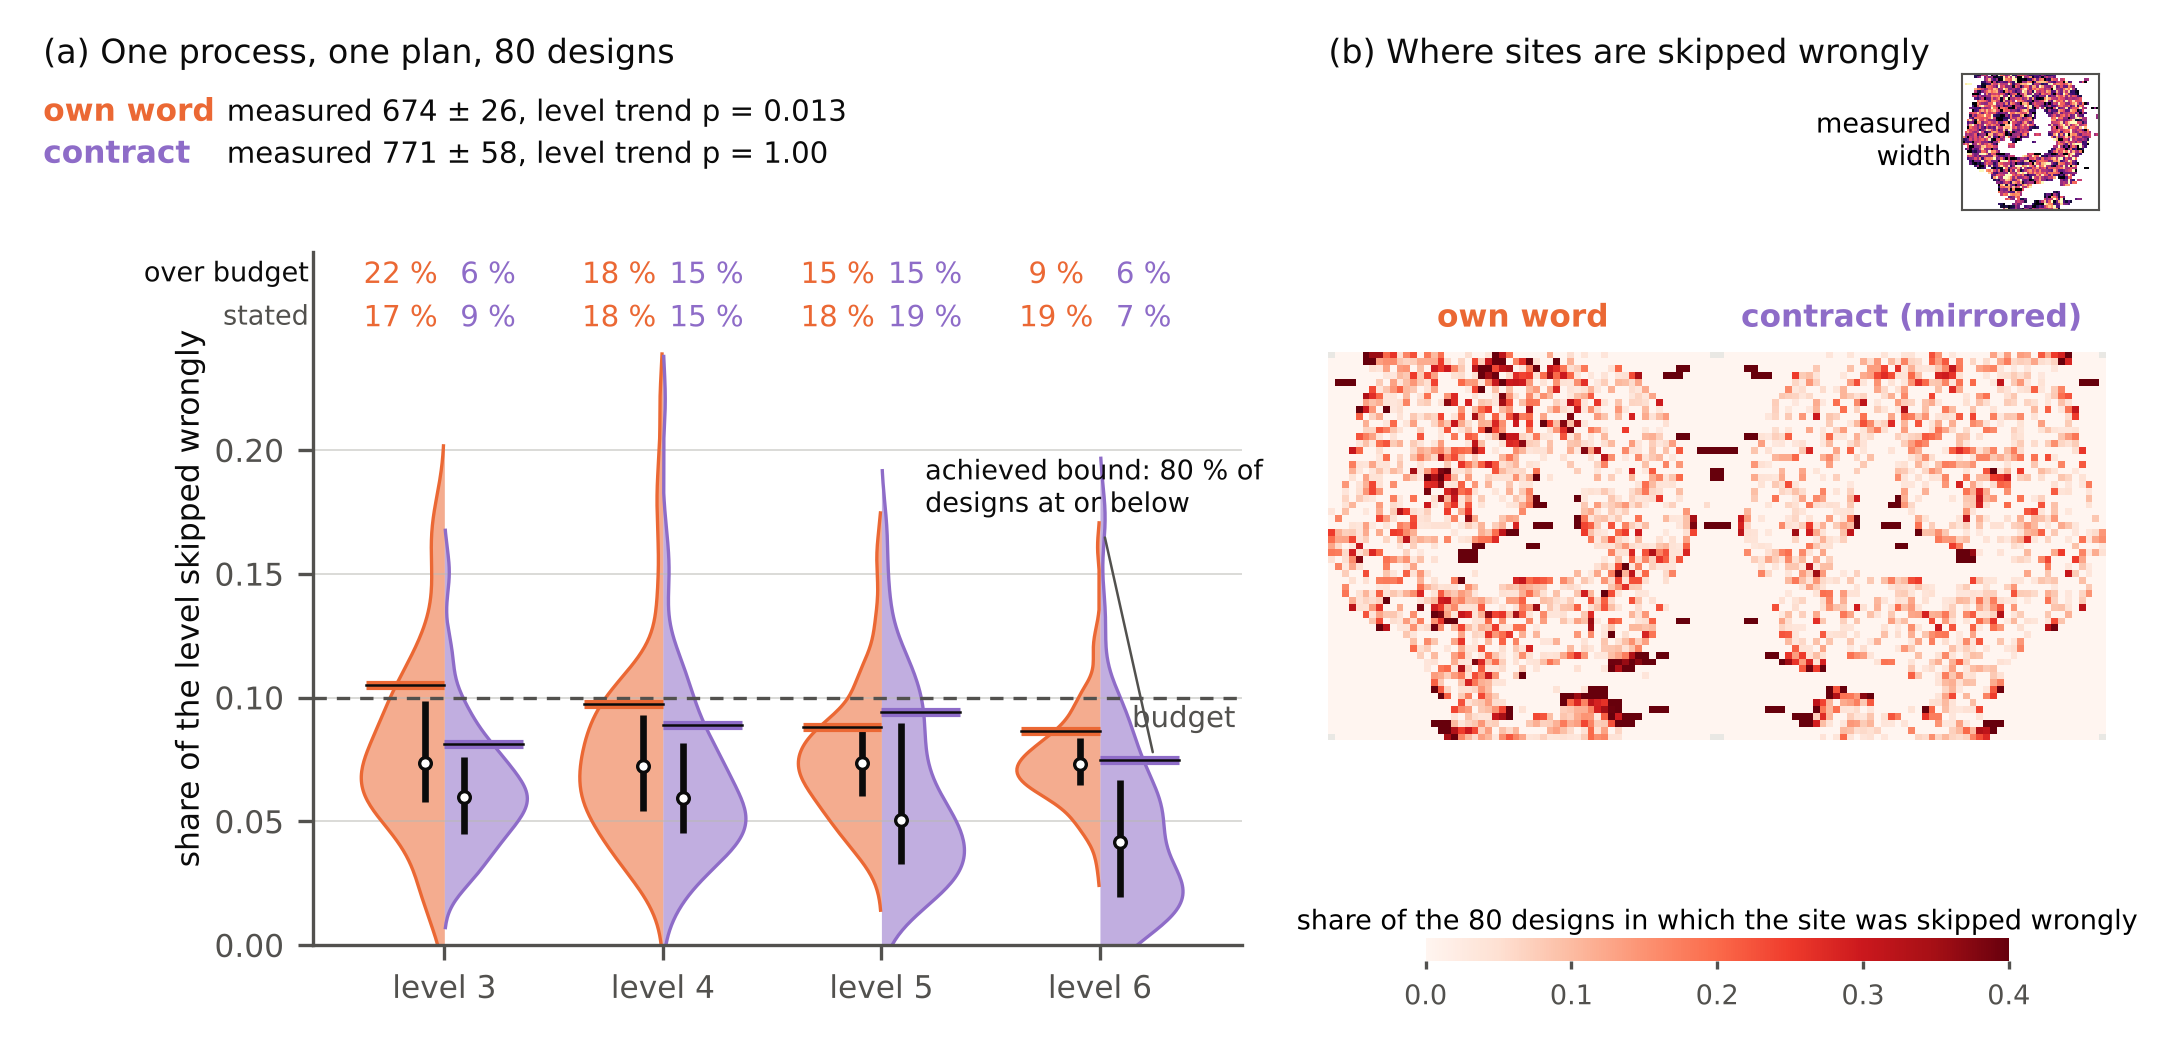 (a) One process, one plan, 80 designs
own word measured 674 ± 26, level trend p = 0.013
contract measured 771 ± 58, level trend p = 1.00
over budget 22 % 6 % 18 % 15 % 15 % 15 % 9 % 6 %
stated 17 % 9 % 18 % 15 % 18 % 19 % 19 % 7 %
share of the level skipped wrongly
0.20
0.15
0.10
0.05
0.00
achieved bound: 80 % of
designs at or below
budget
level 3 level 4 level 5 level 6
(b) Where sites are skipped wrongly
measured
width
own word contract (mirrored)
share of the 80 designs in which the site was skipped wrongly
0.0 0.1 0.2 0.3 0.4